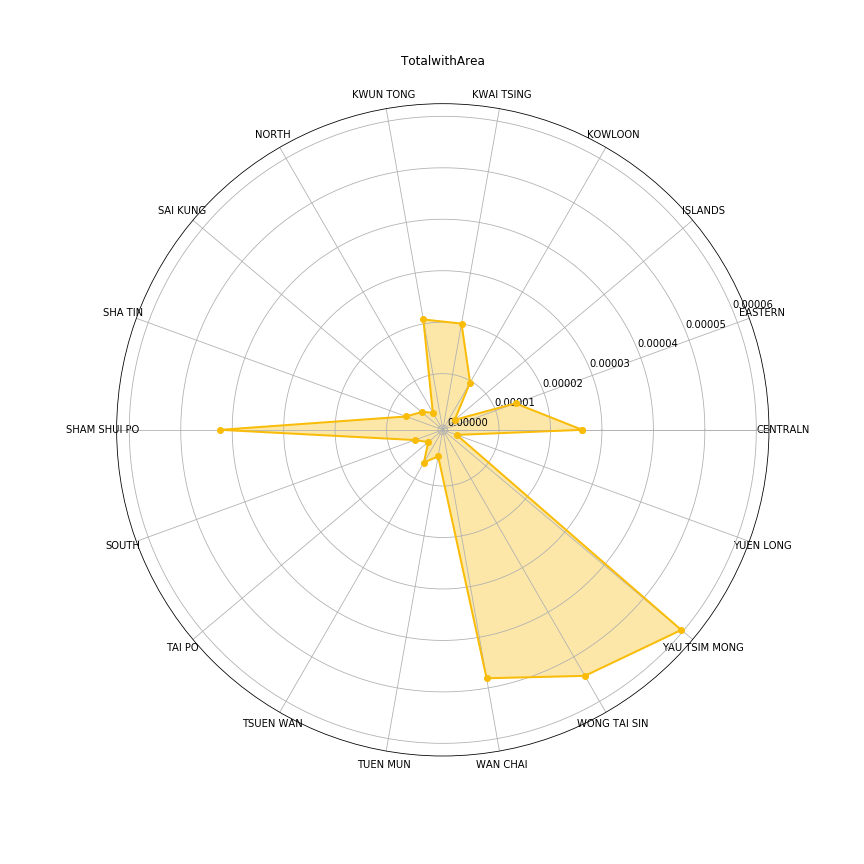 TotalwithArea
KWUN TONG
KWAI TSING
NORTH
KOWLOON
SAI KUNG
ISLANDS
0.00006
SHA TIN
EASTERN
0.00005
0.00004
0.00003
0.00002
0.00001
0.00000
SHAM SHUI PO
CENTRALN
SOUTH
YUEN LONG
TAI PO
YAU TSIM MONG
TSUEN WAN
WONG TAI SIN
TUEN MUN
WAN CHAI